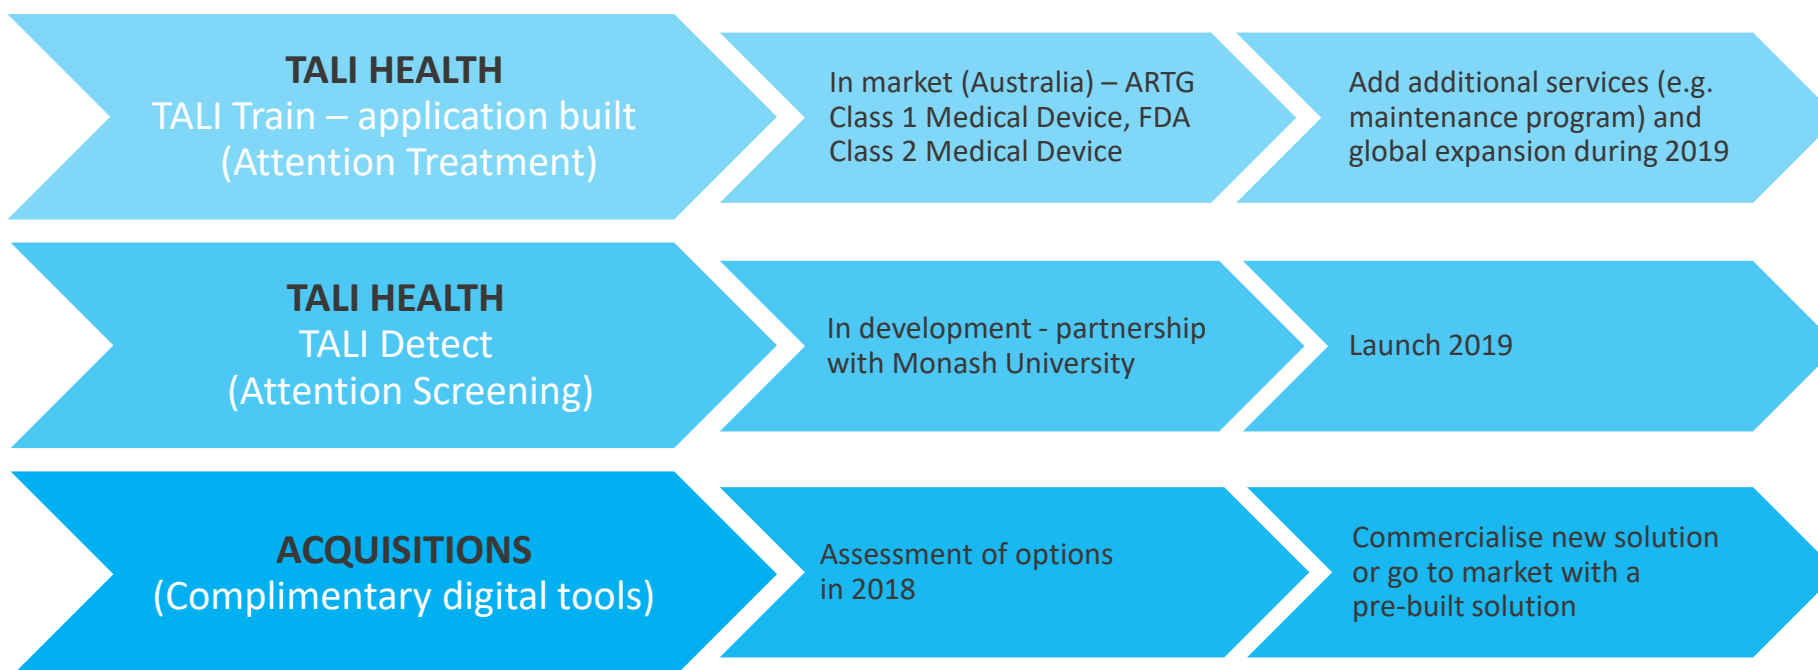 TALI HEALTH
TALI Train – application built
(Attention Treatment)
In market (Australia) – ARTG
Class 1 Medical Device, FDA
Class 2 Medical Device
Add additional services (e.g.
maintenance program) and
global expansion during 2019
TALI HEALTH
TALI Detect
(Attention Screening)
In development - partnership
with Monash University
Launch 2019
ACQUISITIONS
(Complimentary digital tools)
Assessment of options
in 2018
Commercialise new solution
or go to market with a
pre-built solution